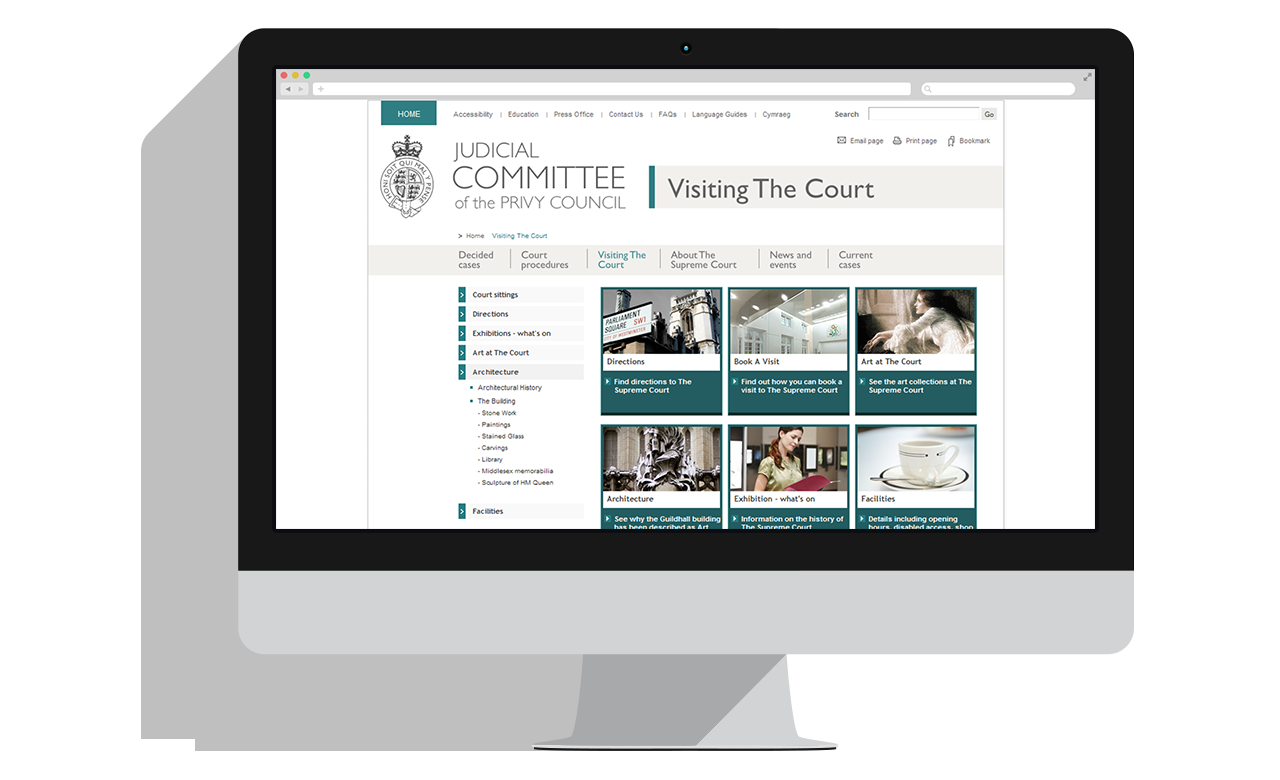 HOME
Accessibility | Education | Press Office | Contact Us | FAQs | Language Guides | Cymraeg
Search
Go
Email page
Print page
Bookmark
HONI SOIT QUI MAL Y PENSE
JUDICIAL
COMMITTEE
of the PRIVY COUNCIL
Visiting The Court
> Home Visiting The Court
Decided
cases
Court
procedures
Visiting The
Court
About The
Supreme Court
News and
events
Current
cases
Court sittings
Directions
Exhibitions - what's on
Art at The Court
Architecture
Architectural History
The Building
- Stone Work
- Paintings
- Stained Glass
- Carvings
- Library
- Middlesex memorabilia
- Sculpture of HM Queen
Facilities
PARLIAMENT
SQUARE SW1
CITY OF WESTMINSTER
Directions
Find directions to The
Supreme Court
Book A Visit
Find out how you can book a
visit to The Supreme Court
Art at The Court
See the art collections at The
Supreme Court
Architecture
See why the Guildhall building
has been described as Art
Exhibition - what's on
Information on the history of
The Supreme Court
Facilities
Details including opening
hours, disabled access, shop